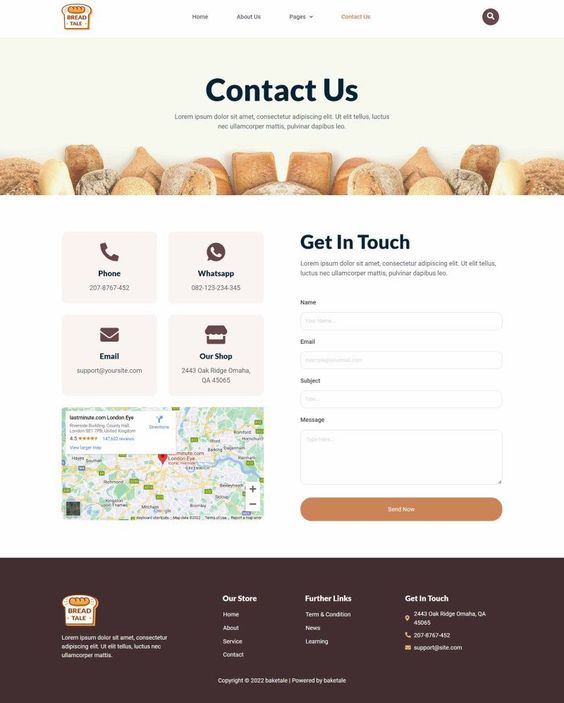 BREAD
TALE
Home
About Us
Pages
Contact Us
Contact Us
Lorem ipsum dolor sit amet, consectetur adipiscing elit. Ut elit tellus, luctus
nec ullamcorper mattis, pulvinar dapibus leo.
Phone
207-8767-452
Whatsapp
082-123-234-345
Email
support@yoursite.com
Our Shop
2443 Oak Ridge Omaha,
QA 45065
lastminute.com London Eye
Riverside Building, County Hall,
London SE1 7PB, United Kingdom
4.5
147,602 reviews
View larger map
Directions
London Eye
Keyboard shortcuts
Map data ©2022
Terms of Use
Report a map error
Get In Touch
Lorem ipsum dolor sit amet, consectetur adipiscing elit. Ut elit tellus,
luctus nec ullamcorper mattis, pulvinar dapibus leo.
Name
Your Name...
Email
example@youremail.com
Subject
Title...
Message
Type Here...
Send Now
BREAD
TALE
Lorem ipsum dolor sit amet, consectetur
adipiscing elit. Ut elit tellus, luctus nec
ullamcorper mattis.
Our Store
Home
About
Service
Contact
Further Links
Term & Condition
News
Learning
Get In Touch
2443 Oak Ridge Omaha, QA
45065
207-8767-452
support@site.com
Copyright © 2022 baketale | Powered by baketale